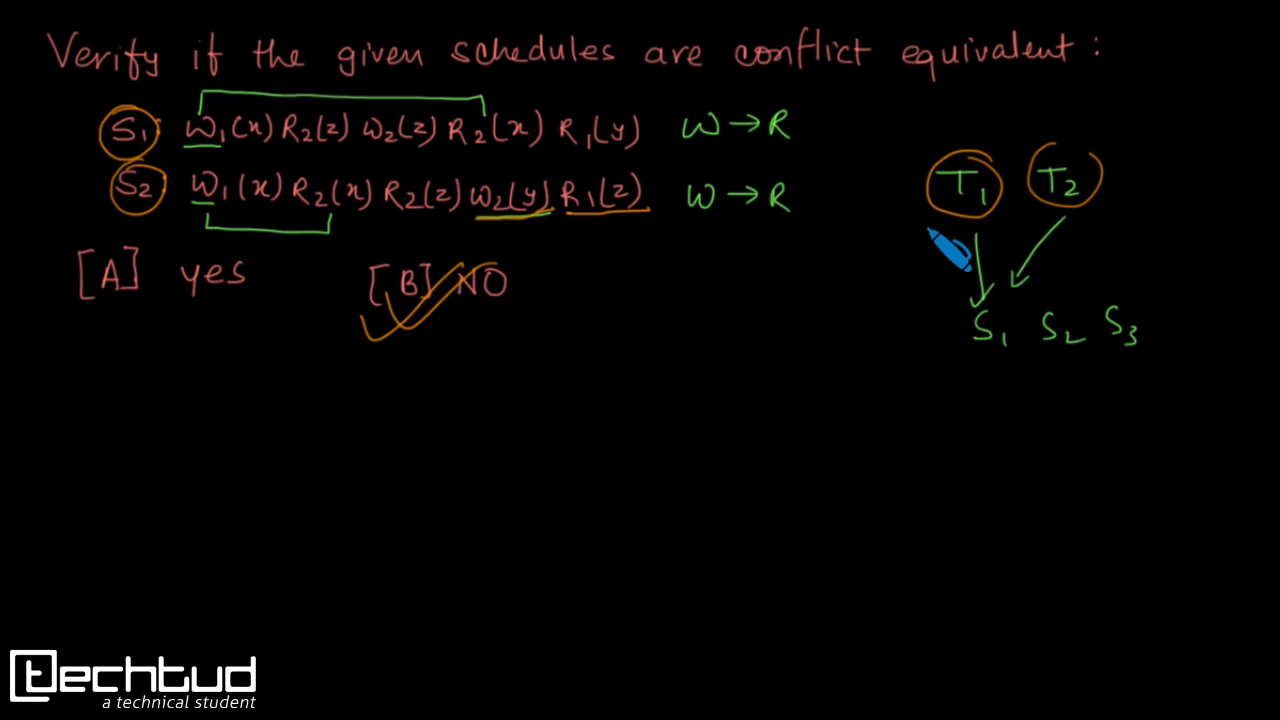 Verify if the given schedules are conflict equivalent :
S1 : W1(x) R2(z) W2(z) R2(x) R1(y) W → R
S2 : W1(x) R2(x) R2(z) W2(y) R1(z) W → R
T1 T2
[A] yes [B] NO
S1 S2 S3
techtud
a technical student